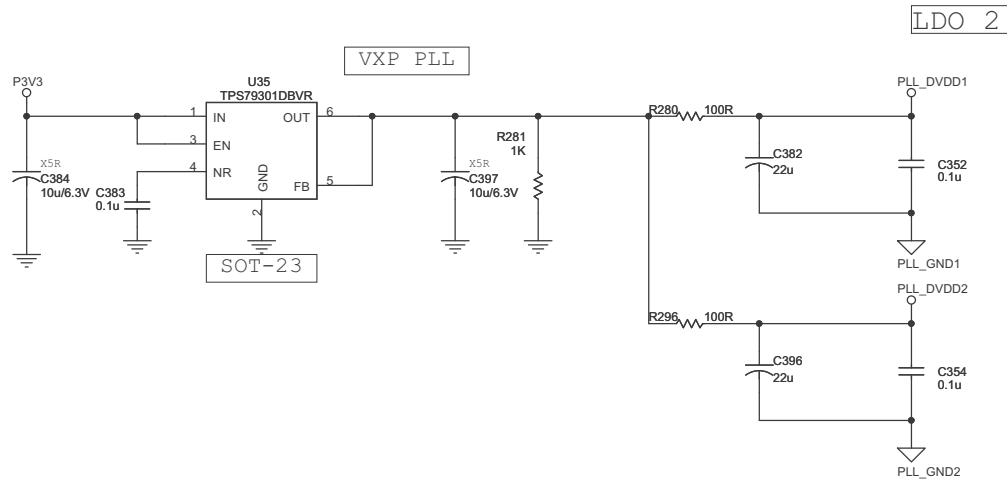 LDO 2
VXP PLL
P3V3
U35
TPS79301DBVR
1
IN
OUT
6
3
EN
4
NR
GND
FB
5
2
X5R
C384
10u/6.3V
C383
0.1u
SOT-23
X5R
C397
10u/6.3V
R281
1K
R280
100R
PLL_DVDD1
C382
22u
C352
0.1u
PLL_GND1
PLL_DVDD2
R296
100R
C396
22u
C354
0.1u
PLL_GND2